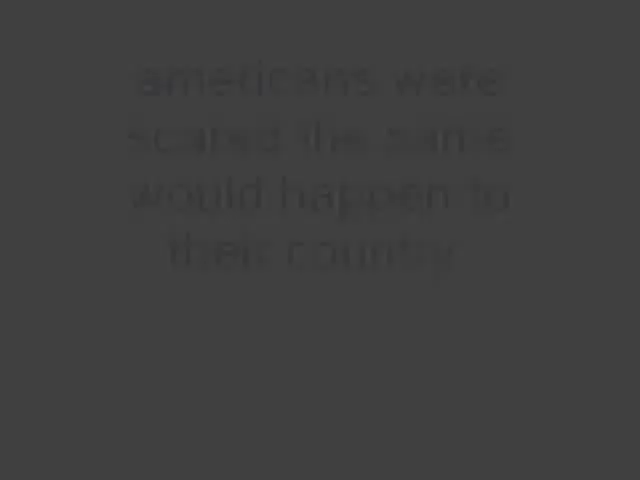 americans were
scared the same
would happen to
their country